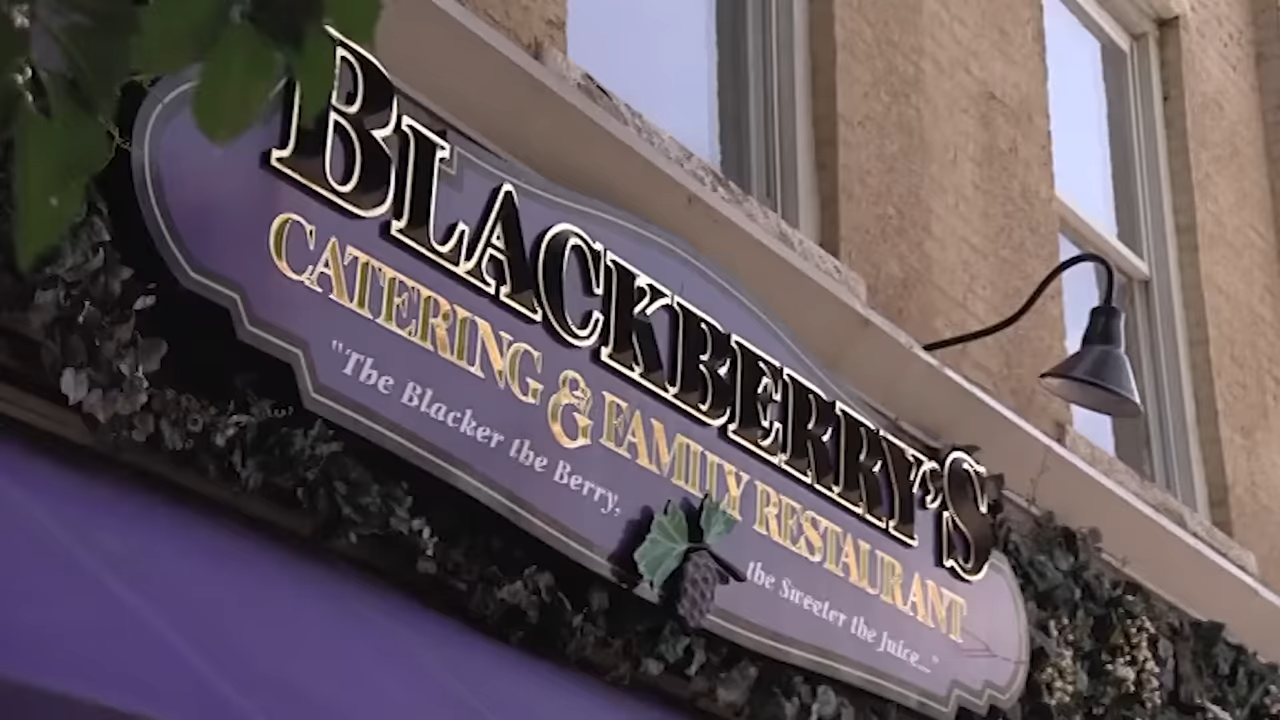 BLACKBERRY'S
CATERING & FAMILY RESTAURANT
"The Blacker the Berry, the Sweeter the Juice..."